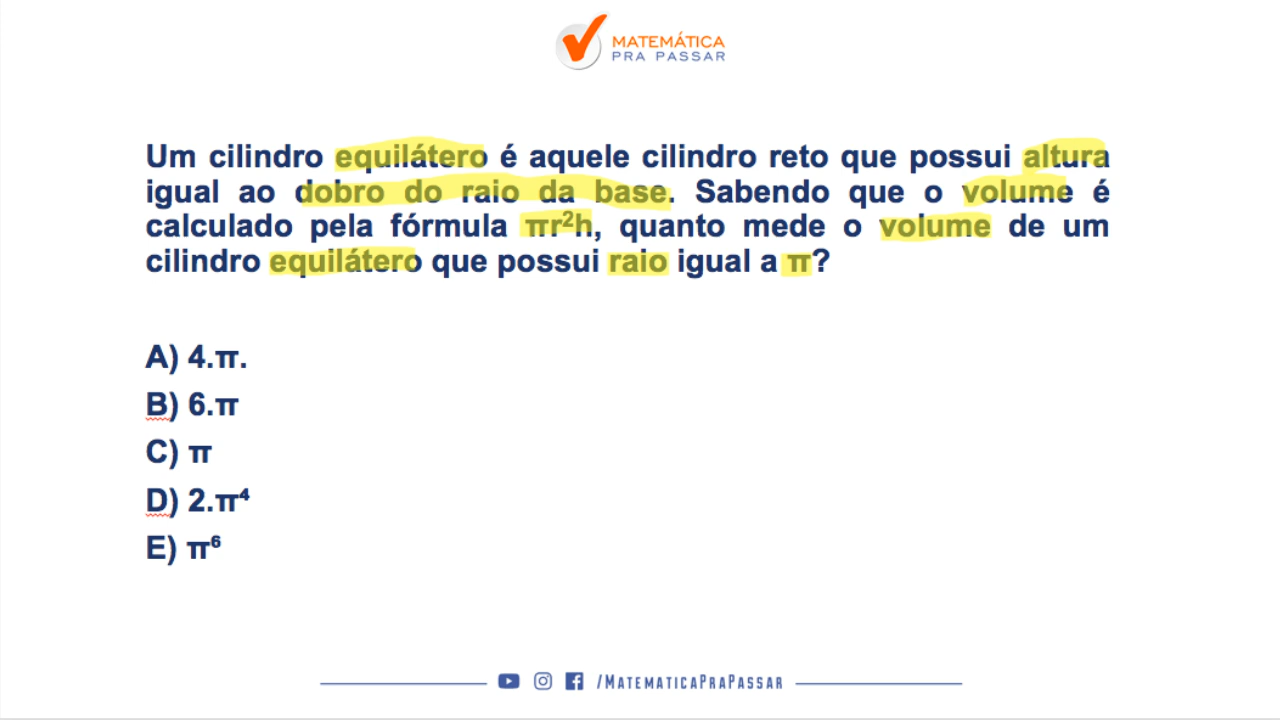 MATEMÁTICA
PRA PASSAR
Um cilindro equilátero é aquele cilindro reto que possui altura
igual ao dobro do raio da base. Sabendo que o volume é
calculado pela fórmula πr²h, quanto mede o volume de um
cilindro equilátero que possui raio igual a π?
A) 4.π.
B) 6.π
C) π
D) 2.π⁴
E) π⁶
/MATEMATICAPRAPASSAR